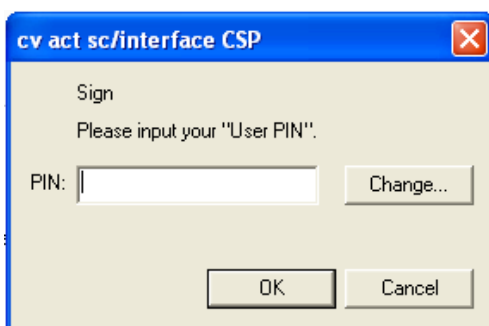 cv act sc/interface CSP
Sign
Please input your "User PIN".
PIN:
Change...
OK
Cancel